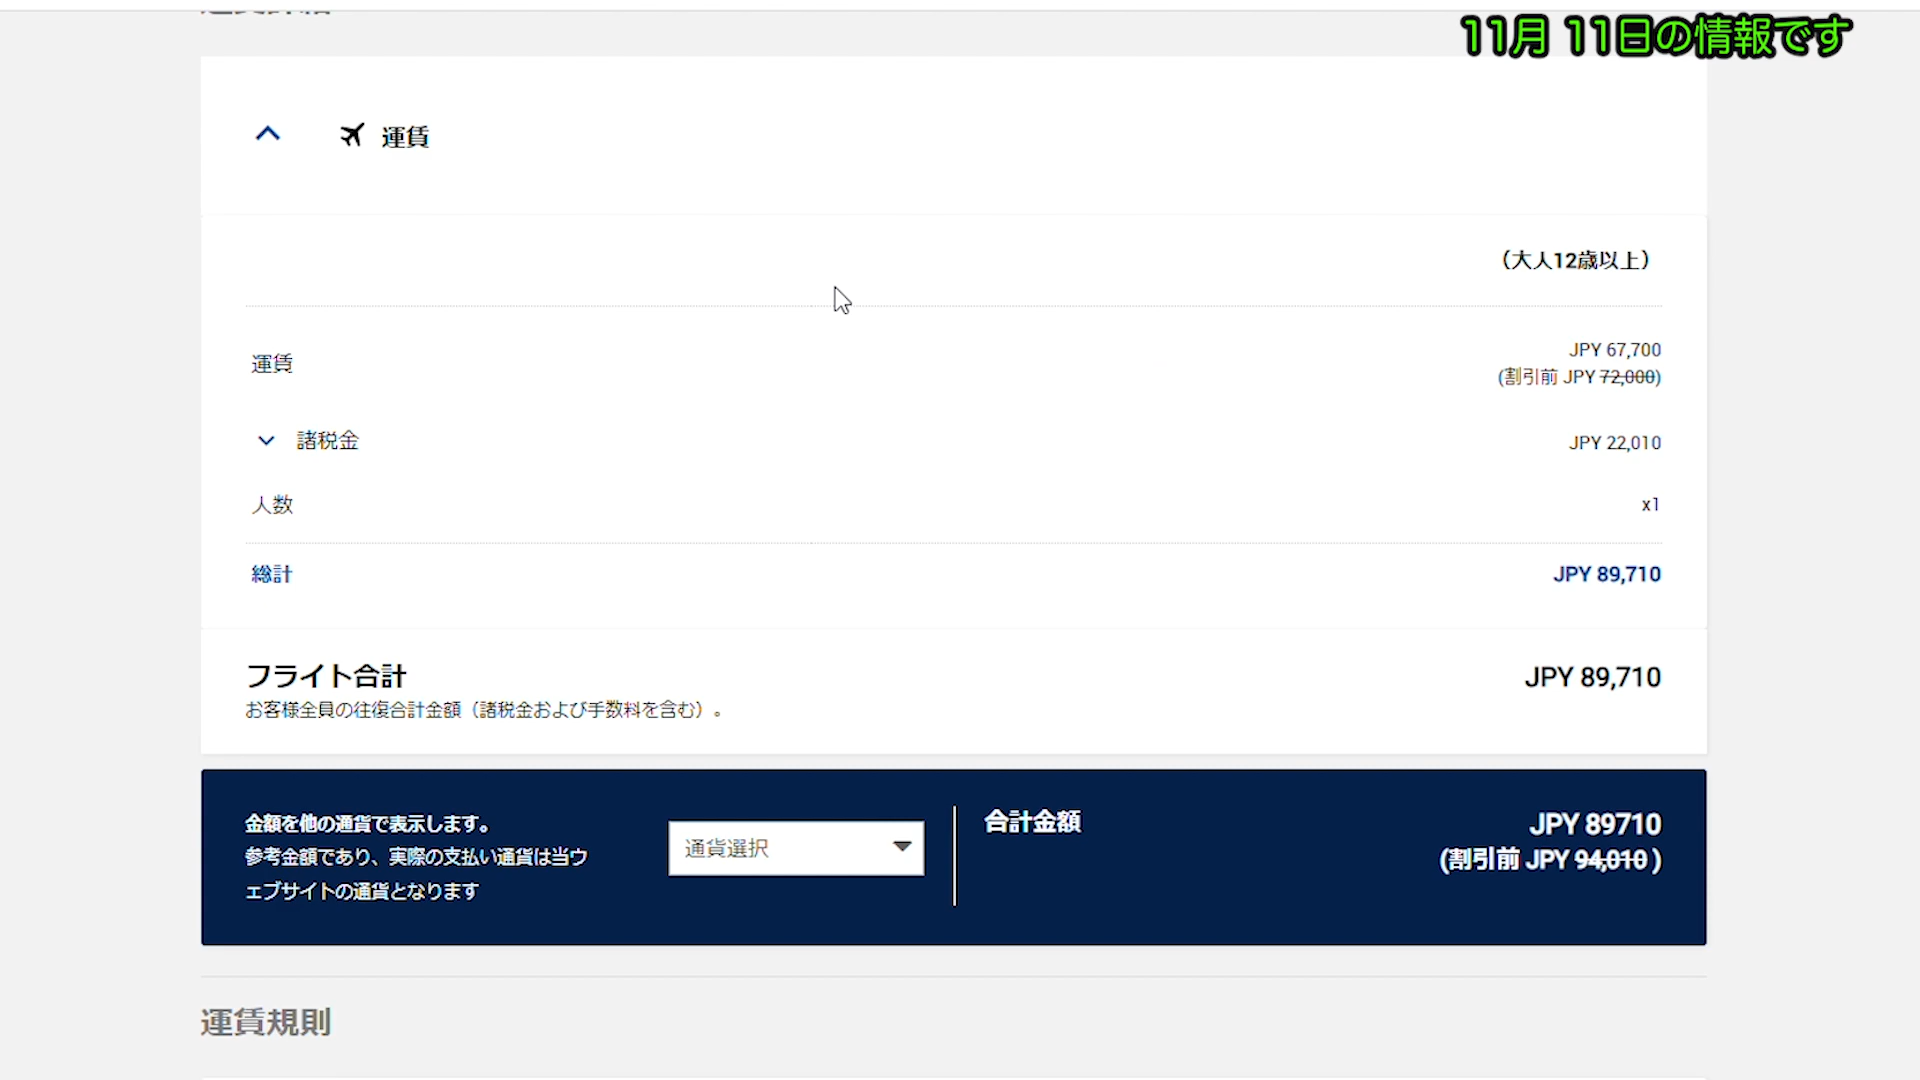 11月 11日の情報です
運賃
（大人12歳以上）
運賃
JPY 67,700
(割引前 JPY 72,000)
諸税金
JPY 22,010
人数
x1
総計
JPY 89,710
フライト合計
JPY 89,710
お客様全員の往復合計金額（諸税金および手数料を含む）。
金額を他の通貨で表示します。
参考金額であり、実際の支払い通貨は当ウ
ェブサイトの通貨となります
通貨選択
合計金額
JPY 89710
(割引前 JPY 94,010 )
運賃規則